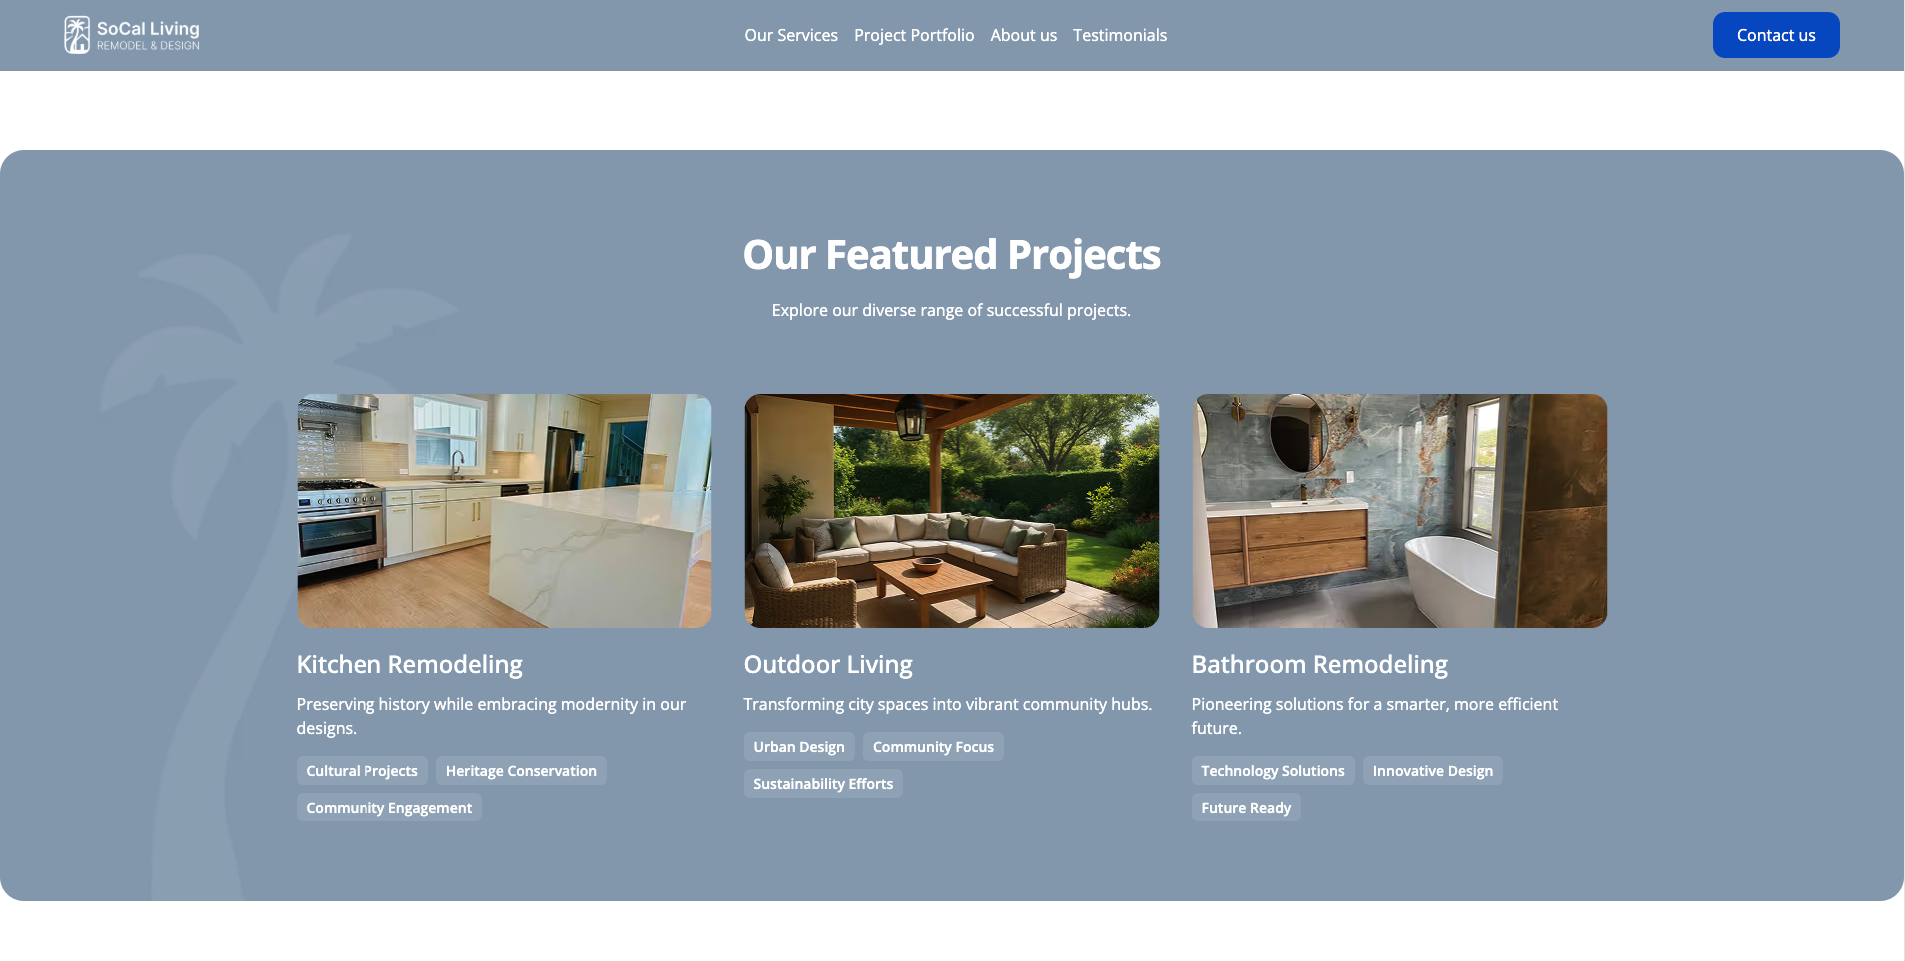 SoCal Living
REMODEL & DESIGN
Our Services
Project Portfolio
About us
Testimonials
Contact us
Our Featured Projects
Explore our diverse range of successful projects.
Kitchen Remodeling
Preserving history while embracing modernity in our
designs.
Cultural Projects
Heritage Conservation
Community Engagement
Outdoor Living
Transforming city spaces into vibrant community hubs.
Urban Design
Community Focus
Sustainability Efforts
Bathroom Remodeling
Pioneering solutions for a smarter, more efficient
future.
Technology Solutions
Innovative Design
Future Ready